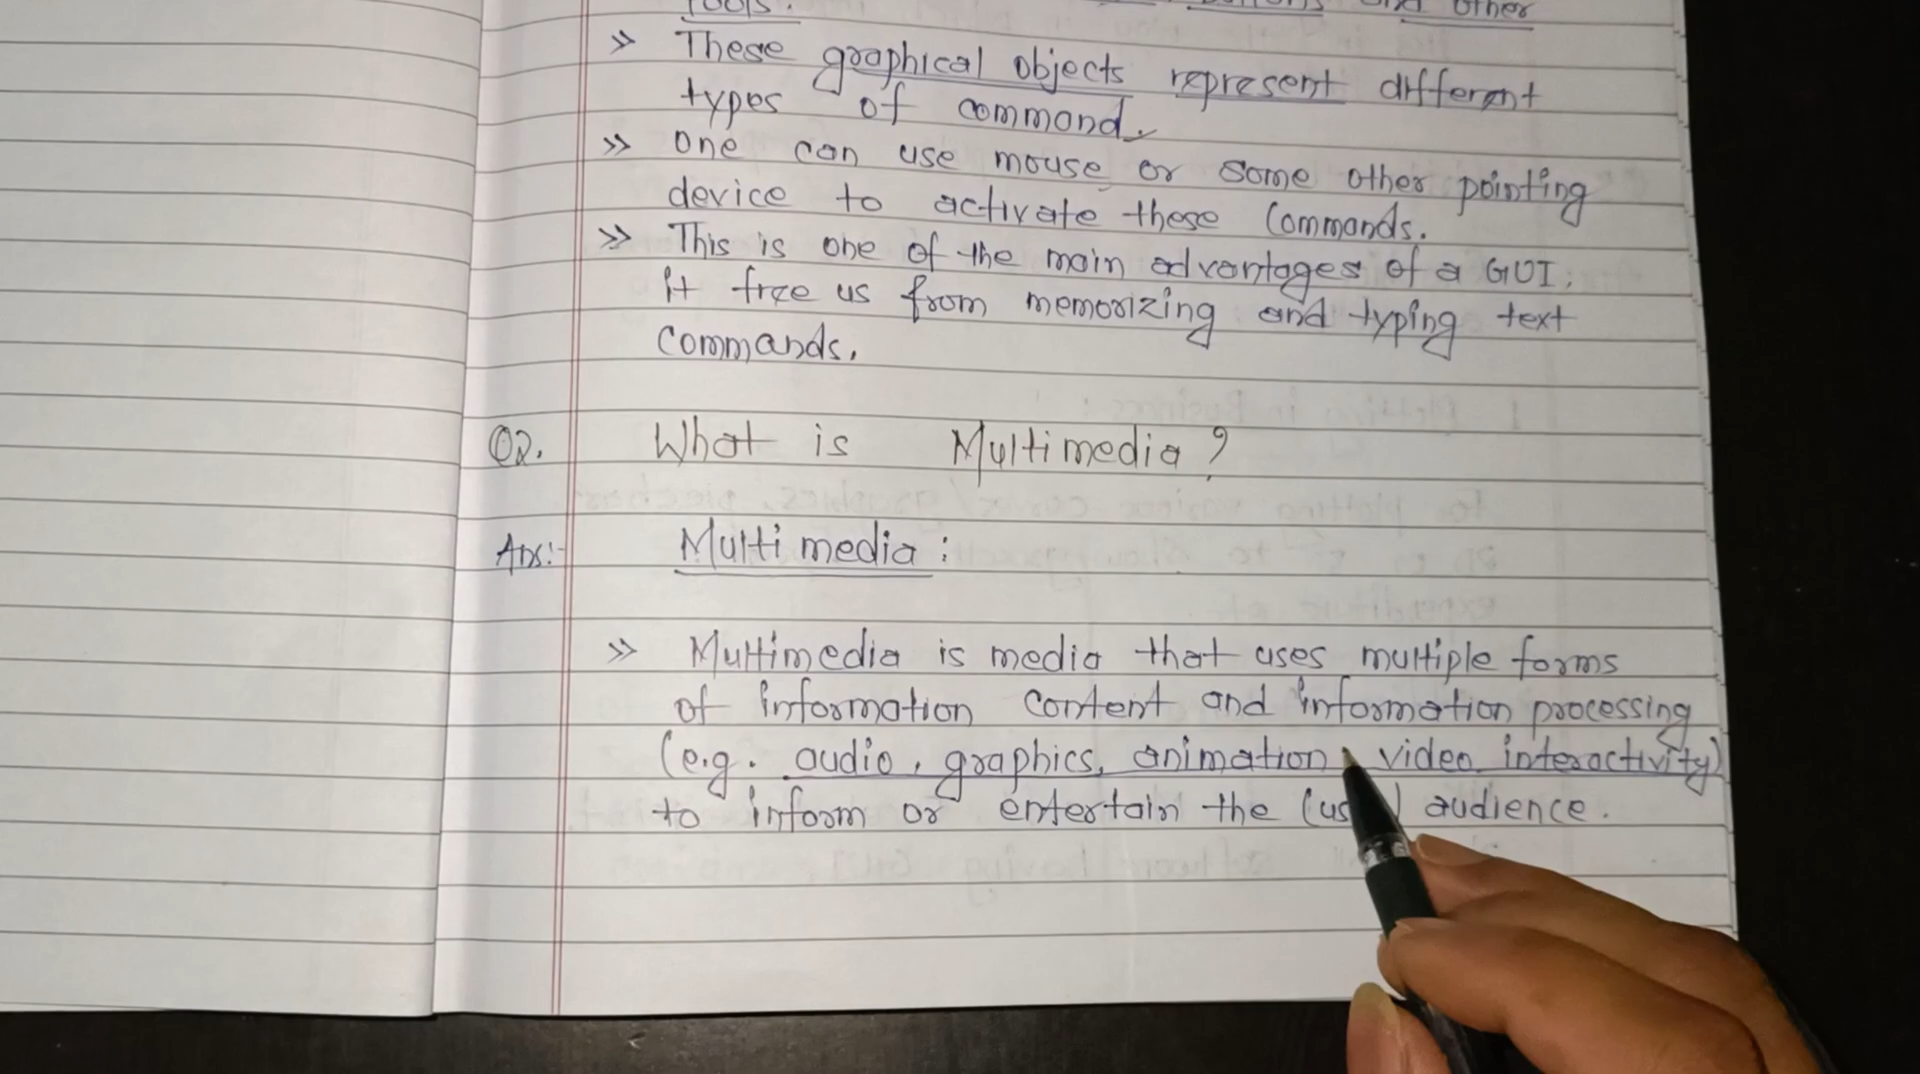 Tools. and other
» These graphical objects represent different
types of command.
» One can use mouse or some other pointing
device to activate these Commands.
» This is one of the main advantages of a GUI,
it free us from memorizing and typing text
Commands.
Q2. What is Multimedia?
Ans:- Multimedia:
» Multimedia is media that uses multiple forms
of information content and information processing
(e.g. audio, graphics, animation video interactivity)
to inform or entertain the audience.